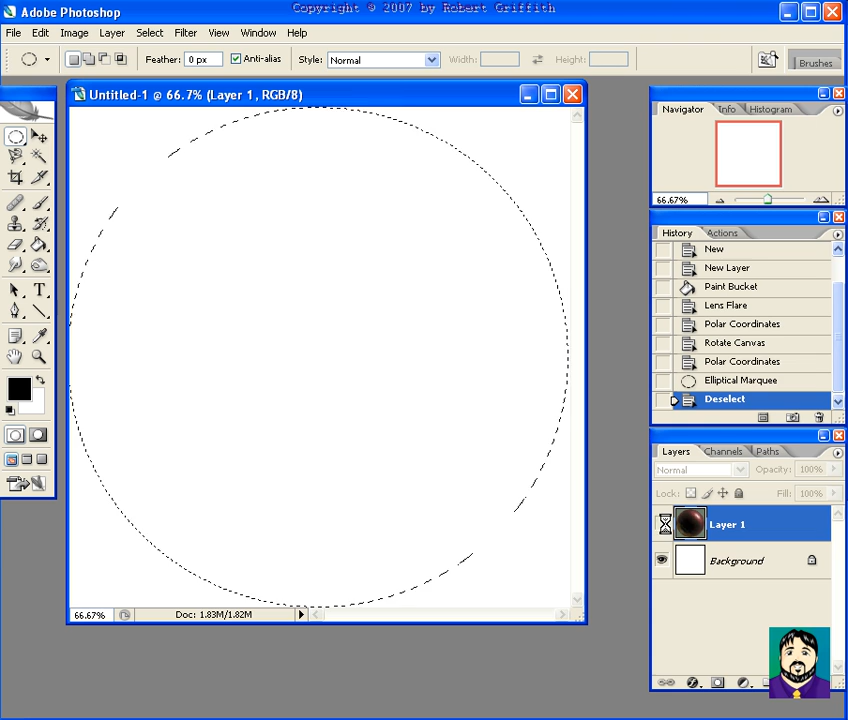 Copyright © 2007 by Robert Griffith
Adobe Photoshop
File Edit Image Layer Select Filter View Window Help
Feather: 0 px Anti-alias Style: Normal Width: Height: Brushes
Untitled-1 @ 66.7% (Layer 1, RGB/8)
Navigator Info Histogram
66.67%
History Actions
New
New Layer
Paint Bucket
Lens Flare
Polar Coordinates
Rotate Canvas
Polar Coordinates
Elliptical Marquee
Deselect
Layers Channels Paths
Normal Opacity: 100%
Lock: Fill: 100%
Layer 1
Background
66.67% Doc: 1.83M/1.82M